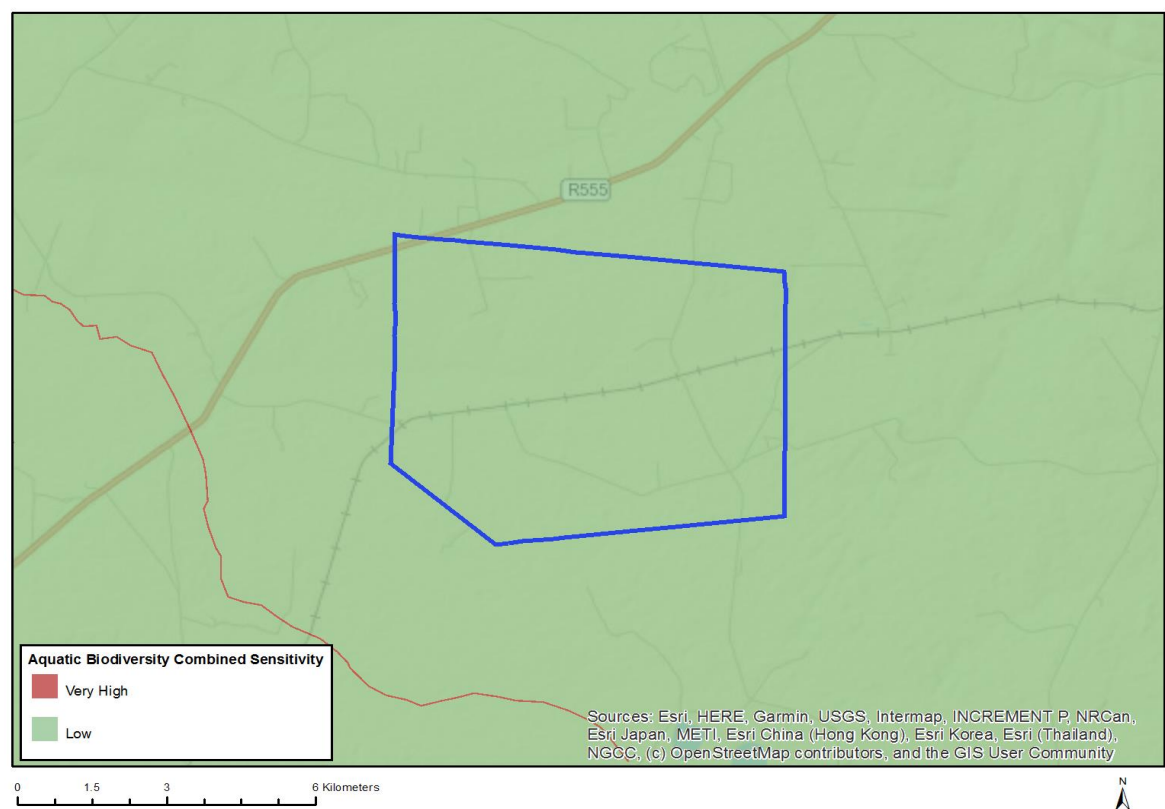 R555
Aquatic Biodiversity Combined Sensitivity
Very High
Low
Sources: Esri, HERE, Garmin, USGS, Intermap, INCREMENT P, NRCan,
Esri Japan, METI, Esri China (Hong Kong), Esri Korea, Esri (Thailand),
NGCC, (c) OpenStreetMap contributors, and the GIS User Community
0 1.5 3 6 Kilometers
N